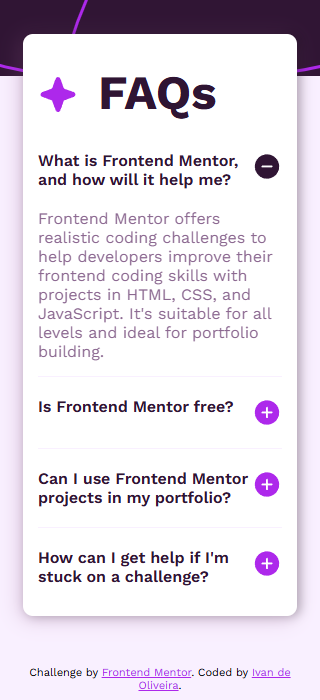 FAQs
What is Frontend Mentor,
and how will it help me?
Frontend Mentor offers
realistic coding challenges to
help developers improve their
frontend coding skills with
projects in HTML, CSS, and
JavaScript. It's suitable for all
levels and ideal for portfolio
building.
Is Frontend Mentor free?
Can I use Frontend Mentor
projects in my portfolio?
How can I get help if I'm
stuck on a challenge?
Challenge by Frontend Mentor. Coded by Ivan de
Oliveira.